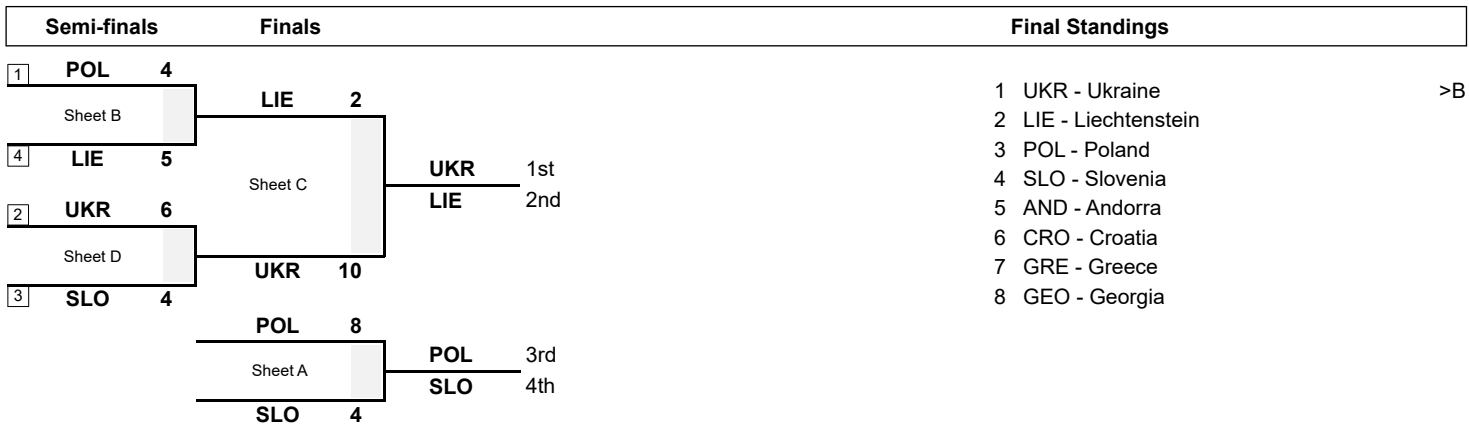 Semi-finals Finals Final Standings
1 POL 4
Sheet B
4 LIE 5
2 UKR 6
Sheet D
3 SLO 4
LIE 2
Sheet C
UKR 10
POL 8
Sheet A
SLO 4
UKR 1st
LIE 2nd
POL 3rd
SLO 4th
1 UKR - Ukraine >B
2 LIE - Liechtenstein
3 POL - Poland
4 SLO - Slovenia
5 AND - Andorra
6 CRO - Croatia
7 GRE - Greece
8 GEO - Georgia